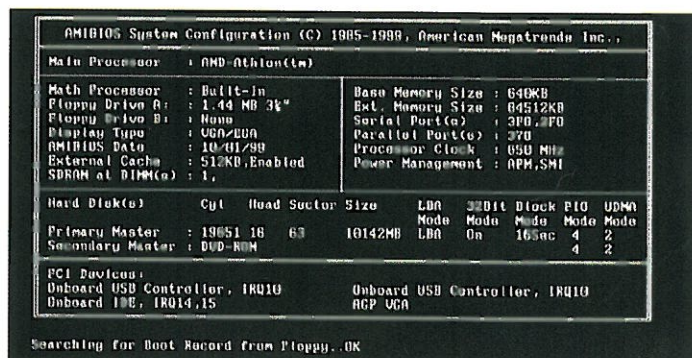 AMIBIOS System Configuration (C) 1985-1999, American Megatrends Inc.,
Main Processor : AMD-Athlon(tm)
Math Processor : Built-In Base Memory Size : 640KB
Floppy Drive A: : 1.44 MB 3½" Ext. Memory Size : 64512KB
Floppy Drive B: : None Serial Port(s) : 3F8,2F8
Display Type : VGA/EGA Parallel Port(s) : 378
AMIBIOS Date : 10/01/99 Processor Clock : 650 MHz
External Cache : 512KB,Enabled Power Management : APM,SMI
SDRAM at DIMM(s) : 1,
Hard Disk(s) Cyl Head Sector Size LBA 32Bit Block PIO UDMA
Mode Mode Mode Mode Mode
Primary Master : 19651 16 63 10142MB LBA On 16Sec 4 2
Secondary Master : DVD-ROM 4 2
PCI Devices:
Onboard USB Controller, IRQ10 Onboard USB Controller, IRQ10
Onboard IDE, IRQ14,15 AGP VGA
Searching for Boot Record from Floppy..OK